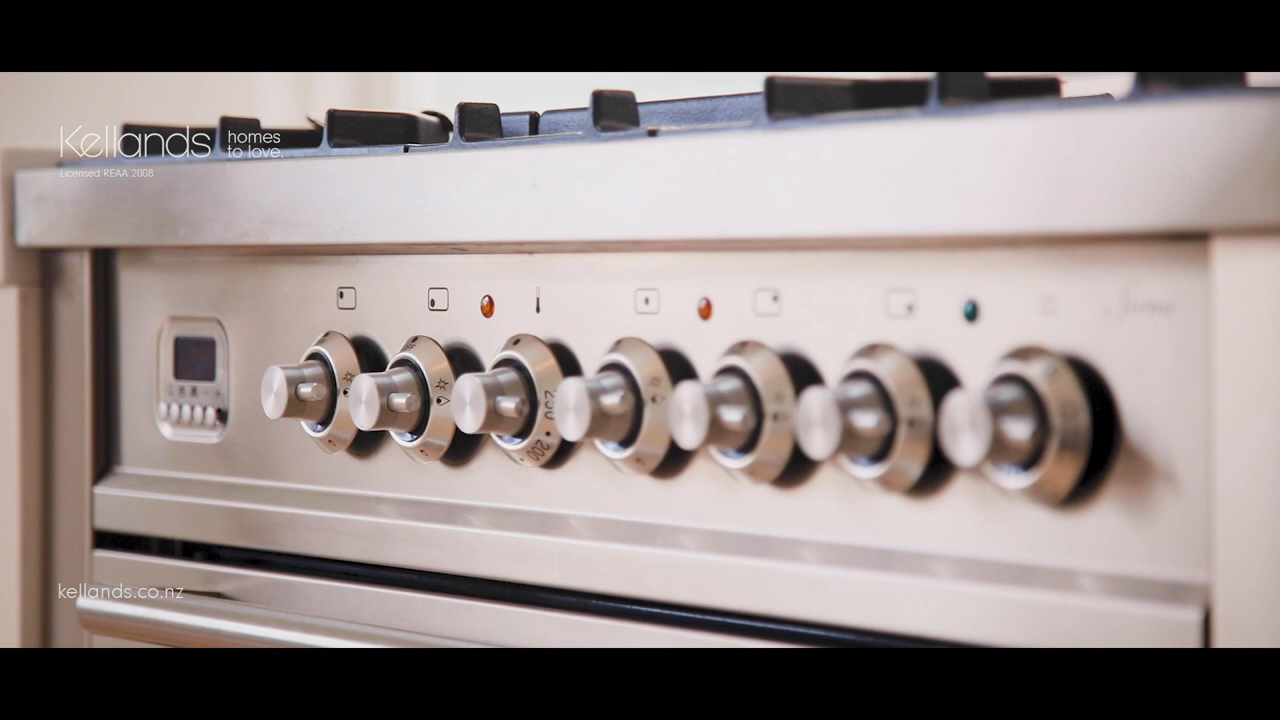 Kellands homes
to love.
Licensed REAA 2008
250
200
kellands.co.nz